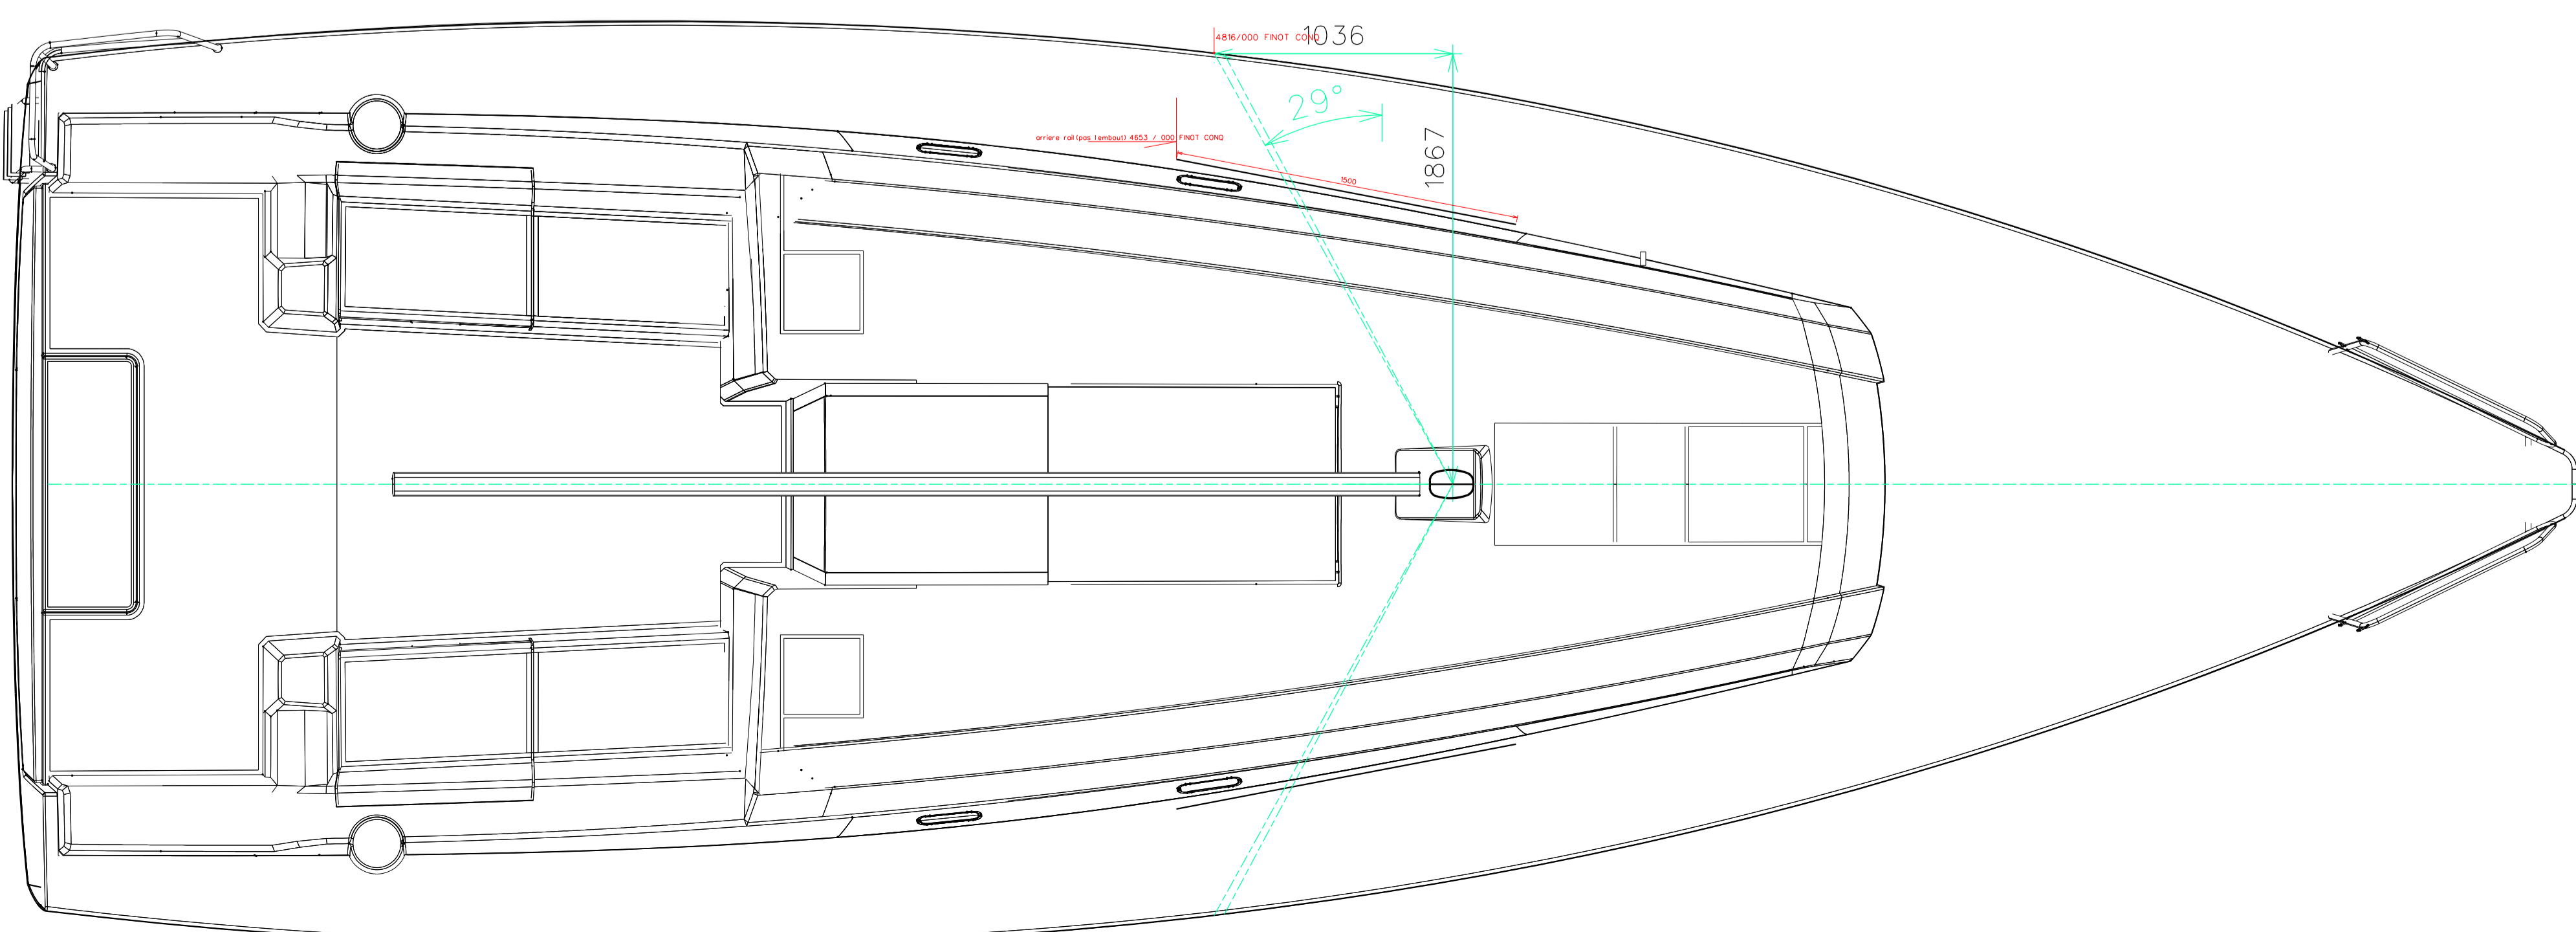 1036
4816/000 FINOT CONQ
29°
1867
arriere rail(pas l embout) 4653 / 000 FINOT CONQ
1500